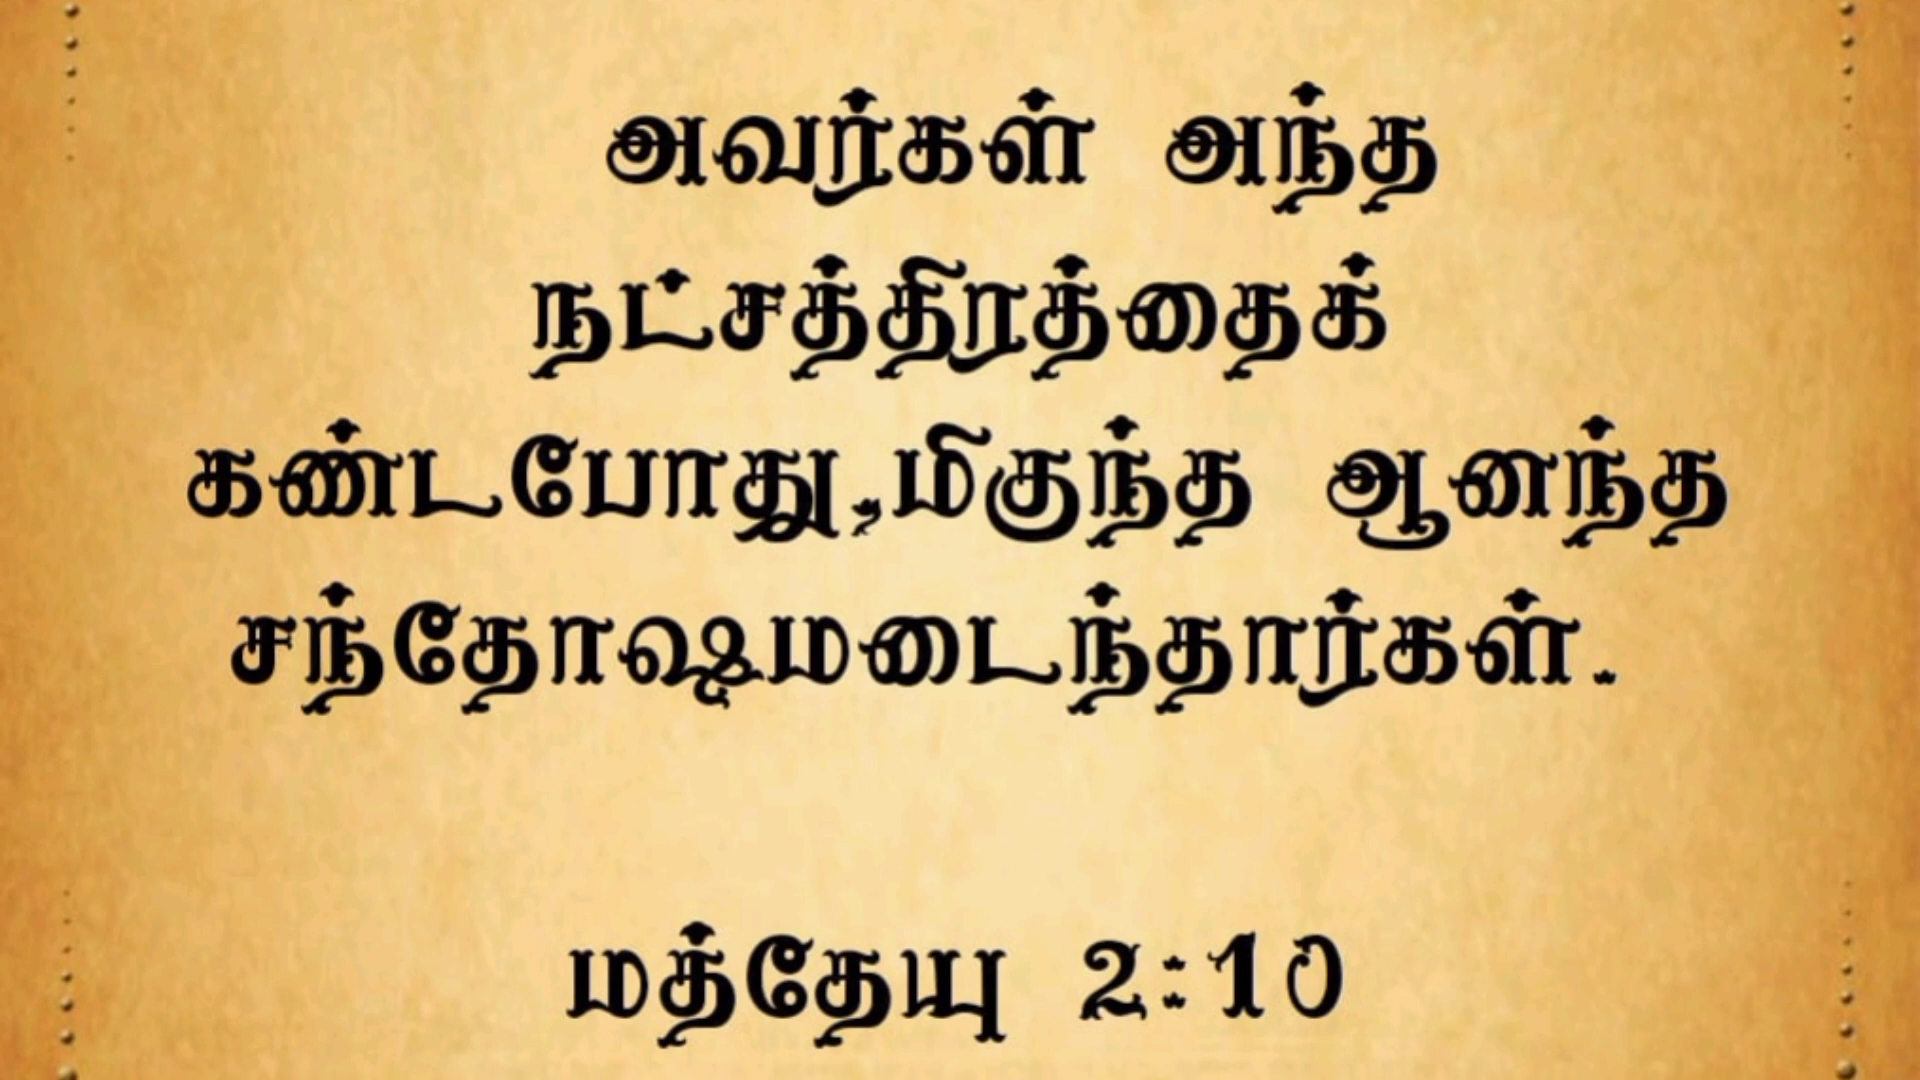 அவர்கள் அந்த
நட்சத்திரத்தைக்
கண்டபோது,மிகுந்த ஆனந்த
சந்தோஷமடைந்தார்கள்.
மத்தேயு 2:10